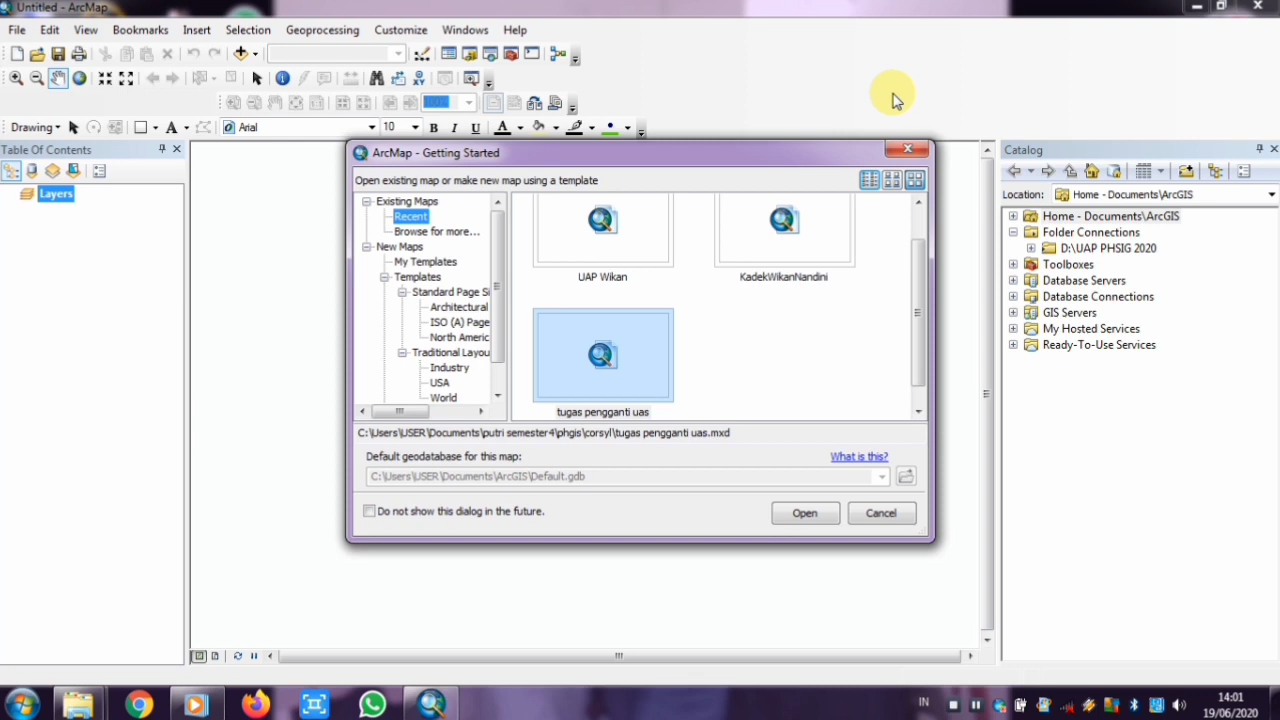 Untitled - ArcMap
File Edit View Bookmarks Insert Selection Geoprocessing Customize Windows Help
100%
Drawing A Arial 10 B I U A
Table Of Contents
Layers
ArcMap - Getting Started
Open existing map or make new map using a template
Existing Maps
Recent
Browse for more...
New Maps
My Templates
Templates
Standard Page Si
Architectural
ISO (A) Page
North Americ
Traditional Layou
Industry
USA
World
UAP Wikan
KadekWikanNandini
tugas pengganti uas
C:\Users\USER\Documents\putri semester4\phgis\corsyl\tugas pengganti uas.mxd
Default geodatabase for this map:
What is this?
C:\Users\USER\Documents\ArcGIS\Default.gdb
Do not show this dialog in the future.
Open
Cancel
Catalog
Location: Home - Documents\ArcGIS
Home - Documents\ArcGIS
Folder Connections
D:\UAP PHSIG 2020
Toolboxes
Database Servers
Database Connections
GIS Servers
My Hosted Services
Ready-To-Use Services
IN
14:01
19/06/2020